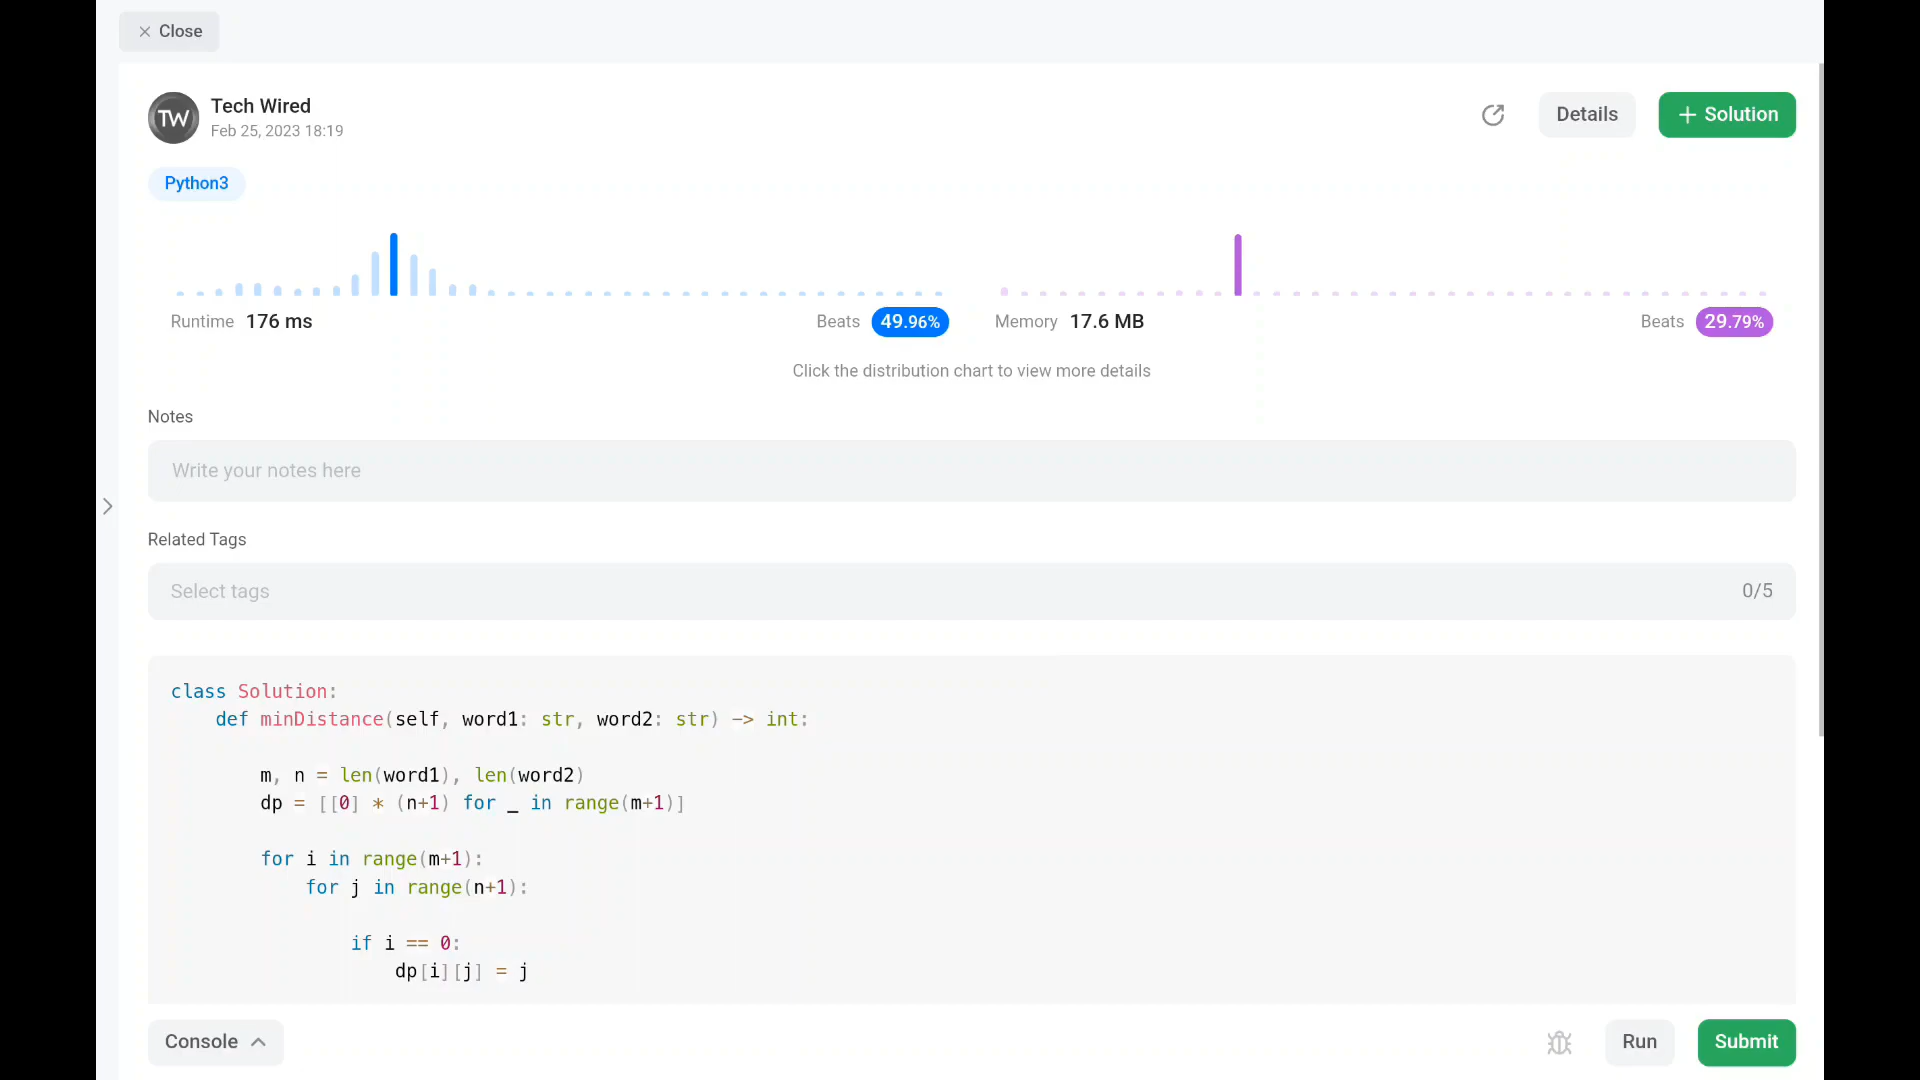 Close
TW
Tech Wired
Feb 25, 2023 18:19
Details
+ Solution
Python3
Runtime 176 ms
Beats 49.96%
Memory 17.6 MB
Beats 29.79%
Click the distribution chart to view more details
Notes
Write your notes here
Related Tags
Select tags
0/5
class Solution:
    def minDistance(self, word1: str, word2: str) -> int:
        m, n = len(word1), len(word2)
        dp = [[0] * (n+1) for _ in range(m+1)]
        for i in range(m+1):
            for j in range(n+1):
                if i == 0:
                    dp[i][j] = j
Console
Run
Submit